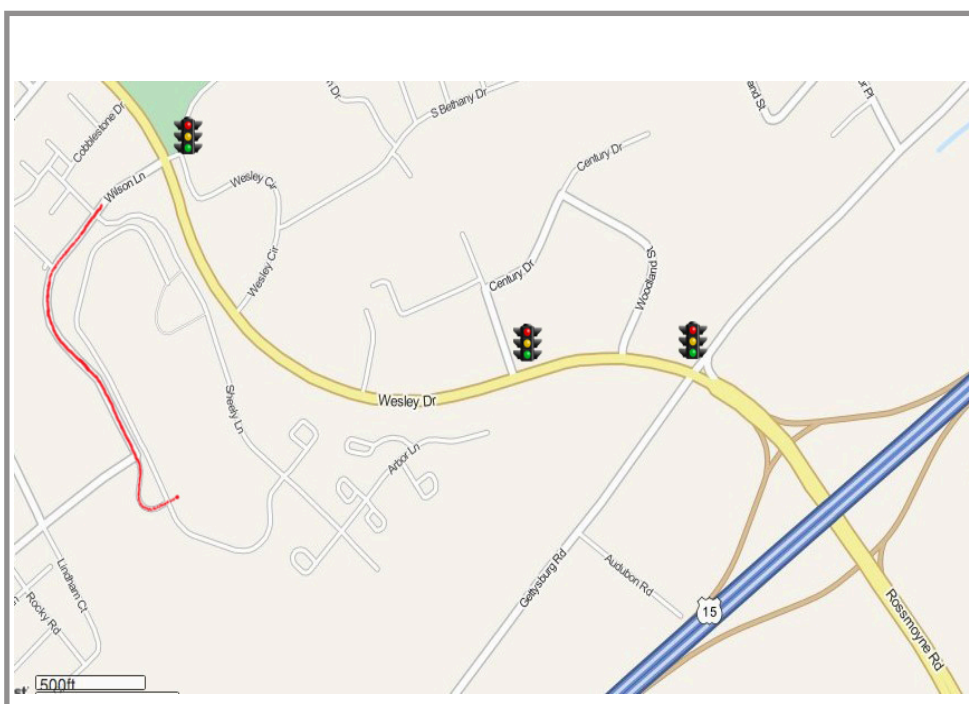 Cobblestone Dr
S Bethany Dr
Wilson Ln
Wesley Cir
Century Dr
Wesley Cir
Century Dr
Woodland St
Sheely Ln
Wesley Dr
Arbor Ln
Gettysburg Rd
Audubon Rd
Lindham Ct
Rocky Rd
15
Rossmoyne Rd
500ft